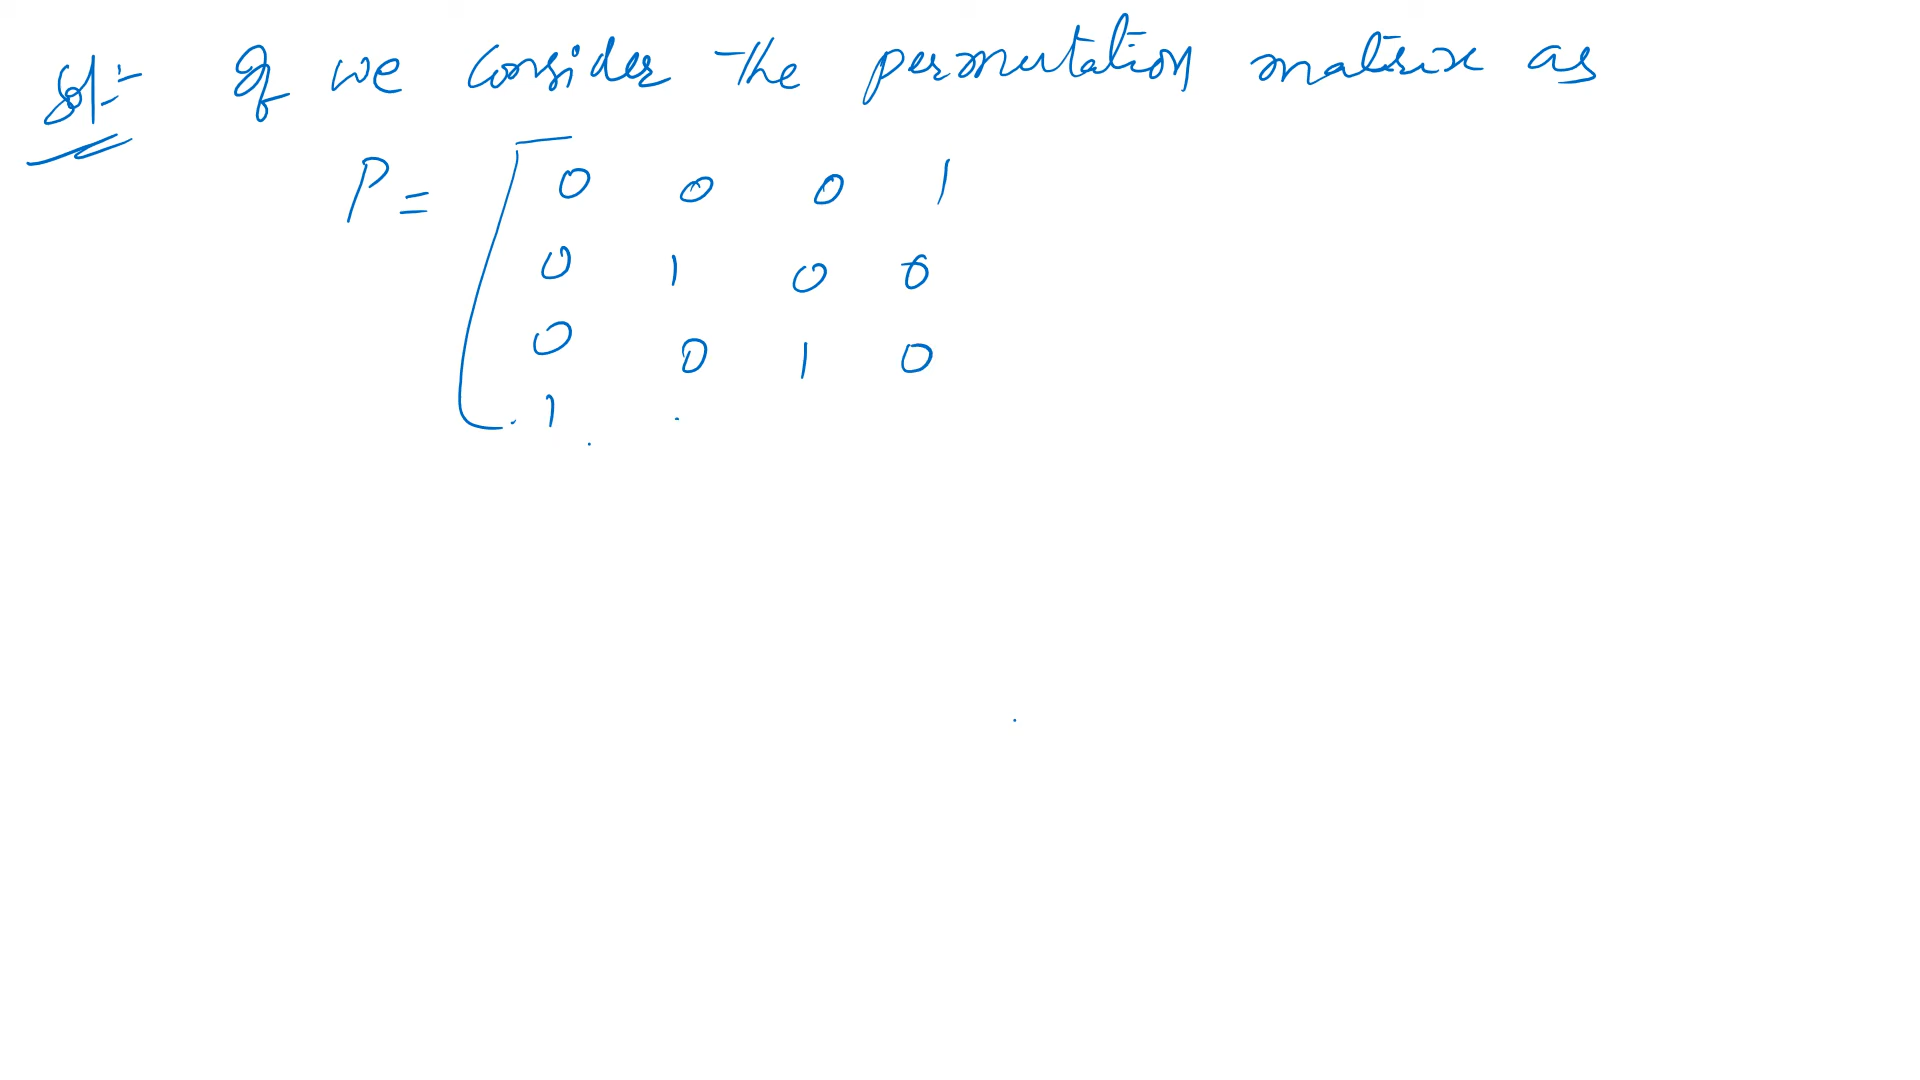 Sol:- If we consider the permutation matrix as
P = [ 0 0 0 1
0 1 0 0
0 0 1 0
1